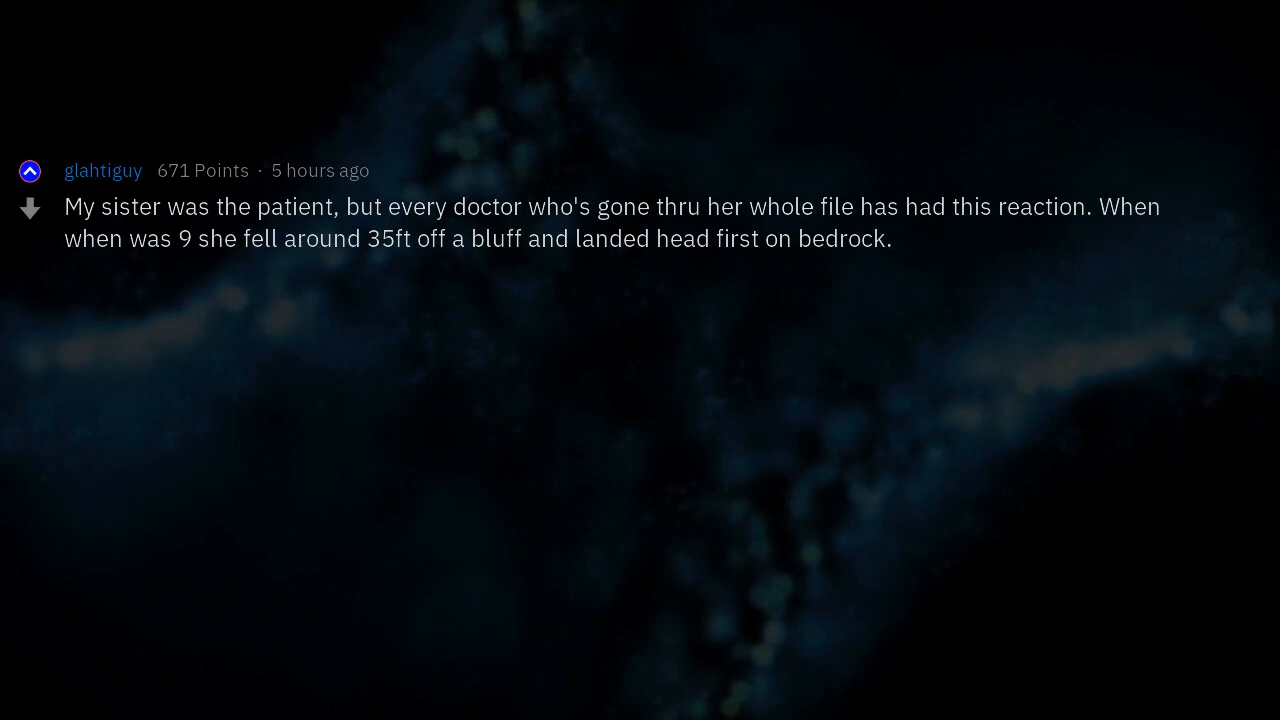 glahtiguy 671 Points · 5 hours ago
My sister was the patient, but every doctor who's gone thru her whole file has had this reaction. When
when was 9 she fell around 35ft off a bluff and landed head first on bedrock.